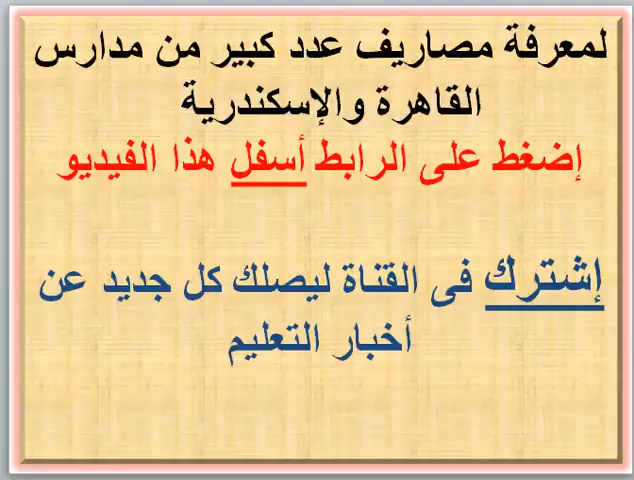 لمعرفة مصاريف عدد كبير من مدارس
القاهرة والإسكندرية
إضغط على الرابط أسفل هذا الفيديو
إشترك فى القناة ليصلك كل جديد عن
أخبار التعليم